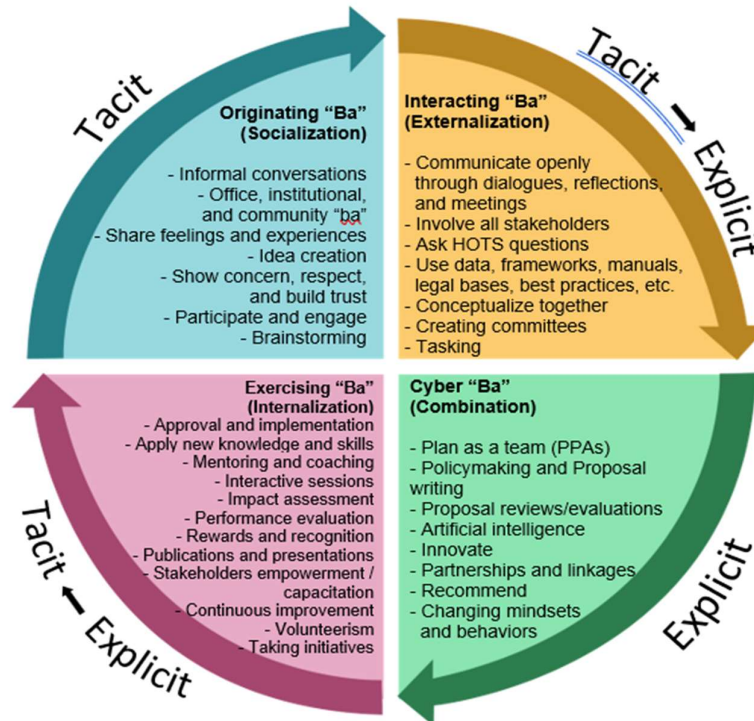 Tacit
Originating “Ba”
(Socialization)
- Informal conversations
- Office, institutional,
and community “ba”
- Share feelings and experiences
- Idea creation
- Show concern, respect,
and build trust
- Participate and engage
- Brainstorming
Tacit → Explicit
Interacting “Ba”
(Externalization)
- Communicate openly
through dialogues, reflections,
and meetings
- Involve all stakeholders
- Ask HOTS questions
- Use data, frameworks, manuals,
legal bases, best practices, etc.
- Conceptualize together
- Creating committees
- Tasking
Exercising “Ba”
(Internalization)
- Approval and implementation
- Apply new knowledge and skills
- Mentoring and coaching
- Interactive sessions
- Impact assessment
- Performance evaluation
- Rewards and recognition
- Publications and presentations
- Stakeholders empowerment /
capacitation
- Continuous improvement
- Volunteerism
- Taking initiatives
Tacit ← Explicit
Cyber “Ba”
(Combination)
- Plan as a team (PPAs)
- Policymaking and Proposal
writing
- Proposal reviews/evaluations
- Artificial intelligence
- Innovate
- Partnerships and linkages
- Recommend
- Changing mindsets
and behaviors
Explicit